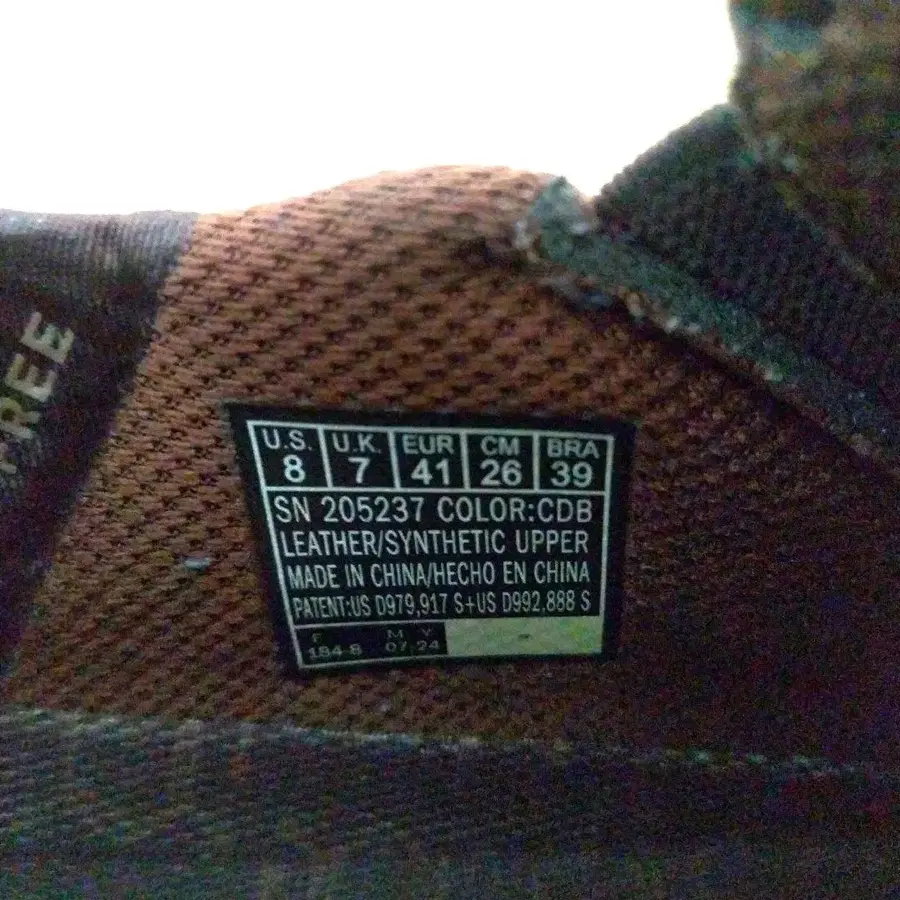 FREE
U.S. U.K. EUR CM BRA
8 7 41 26 39
SN 205237 COLOR:CDB
LEATHER/SYNTHETIC UPPER
MADE IN CHINA/HECHO EN CHINA
PATENT:US D979,917 S+US D992,888 S
F M Y
184-8 07 24